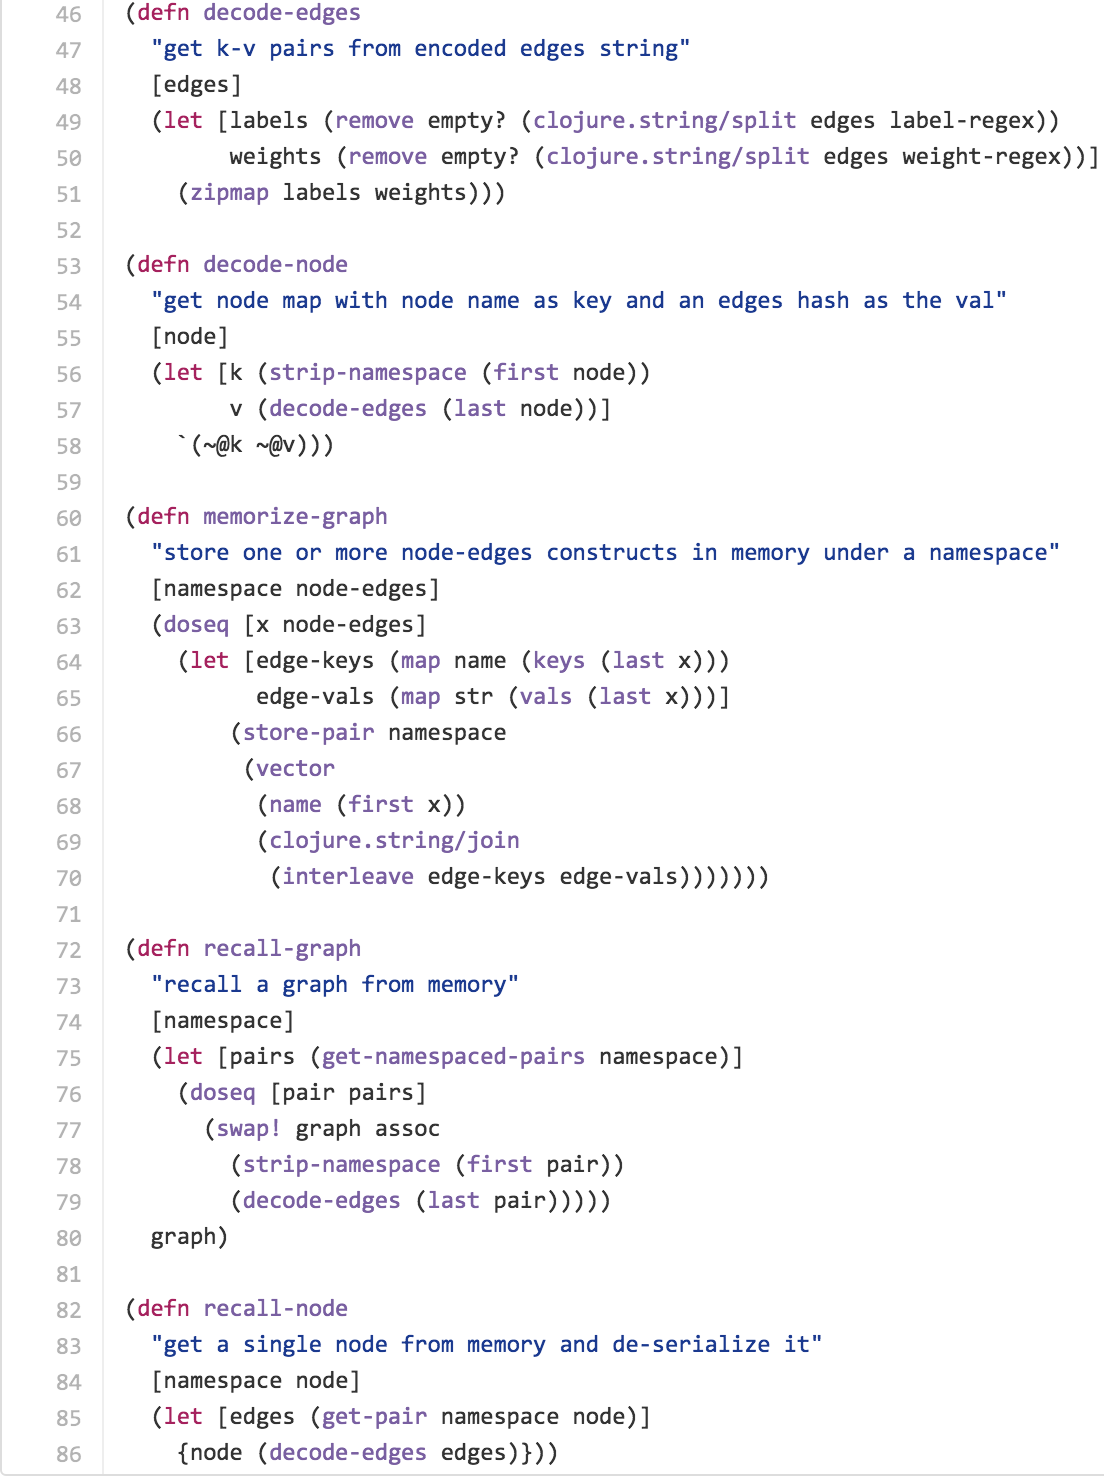 46 (defn decode-edges
47   "get k-v pairs from encoded edges string"
48   [edges]
49   (let [labels (remove empty? (clojure.string/split edges label-regex))
50         weights (remove empty? (clojure.string/split edges weight-regex))]
51     (zipmap labels weights)))
52
53 (defn decode-node
54   "get node map with node name as key and an edges hash as the val"
55   [node]
56   (let [k (strip-namespace (first node))
57         v (decode-edges (last node))]
58     `(~@k ~@v)))
59
60 (defn memorize-graph
61   "store one or more node-edges constructs in memory under a namespace"
62   [namespace node-edges]
63   (doseq [x node-edges]
64     (let [edge-keys (map name (keys (last x)))
65           edge-vals (map str (vals (last x)))]
66         (store-pair namespace
67          (vector
68           (name (first x))
69           (clojure.string/join
70            (interleave edge-keys edge-vals)))))))
71
72 (defn recall-graph
73   "recall a graph from memory"
74   [namespace]
75   (let [pairs (get-namespaced-pairs namespace)]
76     (doseq [pair pairs]
77       (swap! graph assoc
78         (strip-namespace (first pair))
79         (decode-edges (last pair)))))
80   graph)
81
82 (defn recall-node
83   "get a single node from memory and de-serialize it"
84   [namespace node]
85   (let [edges (get-pair namespace node)]
86     {node (decode-edges edges)}))